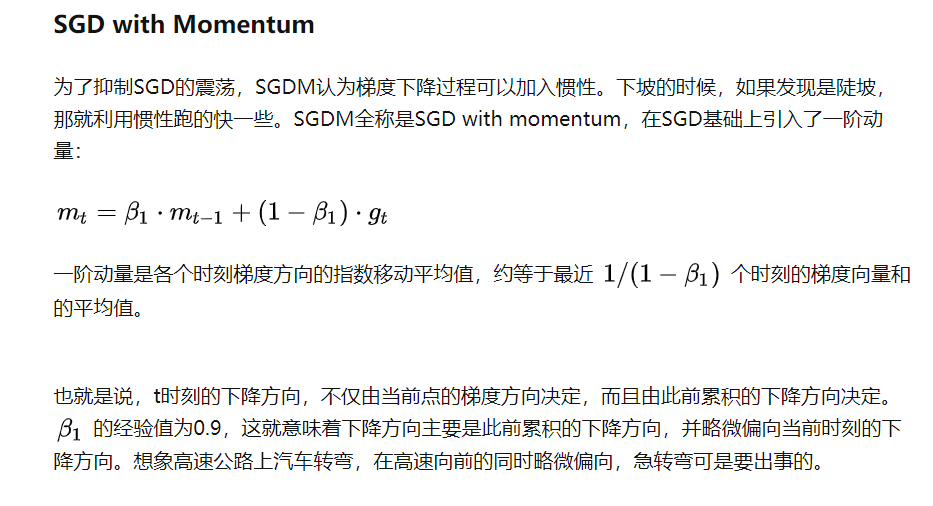 SGD with Momentum
为了抑制SGD的震荡，SGDM认为梯度下降过程可以加入惯性。下坡的时候，如果发现是陡坡，
那就利用惯性跑的快一些。SGDM全称是SGD with momentum，在SGD基础上引入了一阶动
量：
m_t = β_1 · m_{t−1} + (1 − β_1) · g_t
一阶动量是各个时刻梯度方向的指数移动平均值，约等于最近 1/(1 − β_1) 个时刻的梯度向量和
的平均值。
也就是说，t时刻的下降方向，不仅由当前点的梯度方向决定，而且由此前累积的下降方向决定。
β_1 的经验值为0.9，这就意味着下降方向主要是此前累积的下降方向，并略微偏向当前时刻的下
降方向。想象高速公路上汽车转弯，在高速向前的同时略微偏向，急转弯可是要出事的。